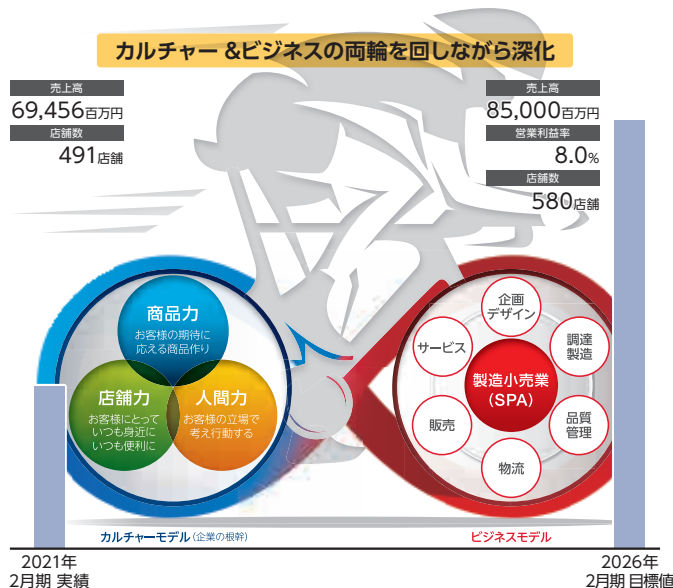 カルチャー &ビジネスの両輪を回しながら深化
売上高
69,456百万円
店舗数
491店舗
売上高
85,000百万円
営業利益率
8.0%
店舗数
580店舗
商品力
お客様の期待に
応える商品作り
店舗力
お客様にとって
いつも身近に
いつも便利に
人間力
お客様の立場で
考え行動する
企画
デザイン
サービス
調達
製造
製造小売業
(SPA)
販売
品質
管理
物流
カルチャーモデル(企業の根幹)
ビジネスモデル
2021年
2月期 実績
2026年
2月期 目標値